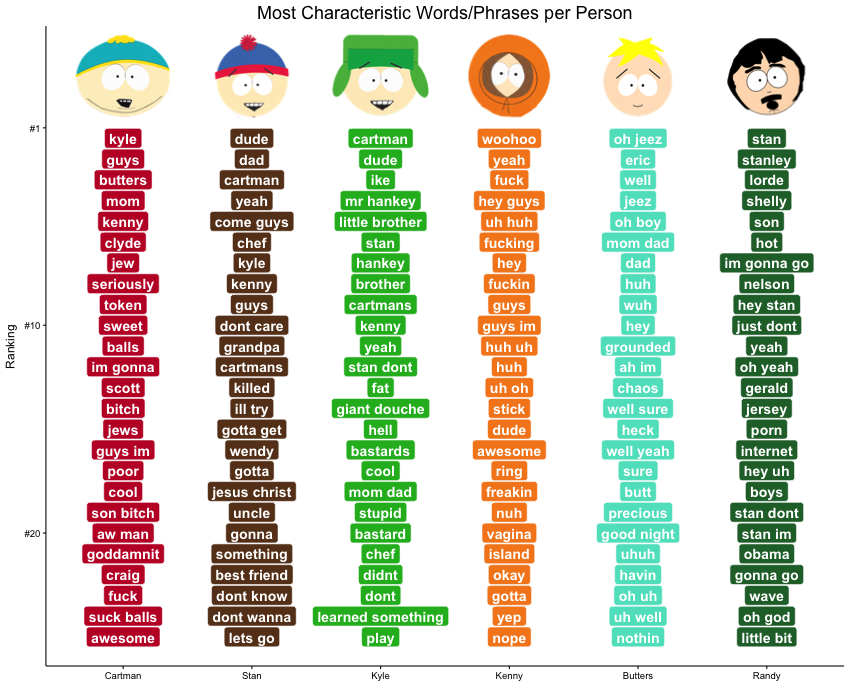 Most Characteristic Words/Phrases per Person
Ranking
#1
kyle dude cartman woohoo oh jeez stan
guys dad dude yeah eric stanley
butters cartman ike fuck well lorde
mom yeah mr hankey hey guys jeez shelly
kenny come guys little brother uh huh oh boy son
clyde chef stan fucking mom dad hot
jew kyle hankey hey dad im gonna go
seriously kenny brother fuckin huh nelson
token guys cartmans guys wuh hey stan
#10
sweet dont care kenny guys im hey just dont
balls grandpa yeah huh uh grounded yeah
im gonna cartmans stan dont huh ah im oh yeah
scott killed fat uh oh chaos gerald
bitch ill try giant douche stick well sure jersey
jews gotta get hell dude heck porn
guys im wendy bastards awesome well yeah internet
poor gotta cool ring sure hey uh
cool jesus christ mom dad freakin butt boys
son bitch uncle stupid nuh precious stan dont
#20
aw man gonna bastard vagina good night stan im
goddamnit something chef island uhuh obama
craig best friend didnt okay havin gonna go
fuck dont know dont gotta oh uh wave
suck balls dont wanna learned something yep uh well oh god
awesome lets go play nope nothin little bit
Cartman Stan Kyle Kenny Butters Randy